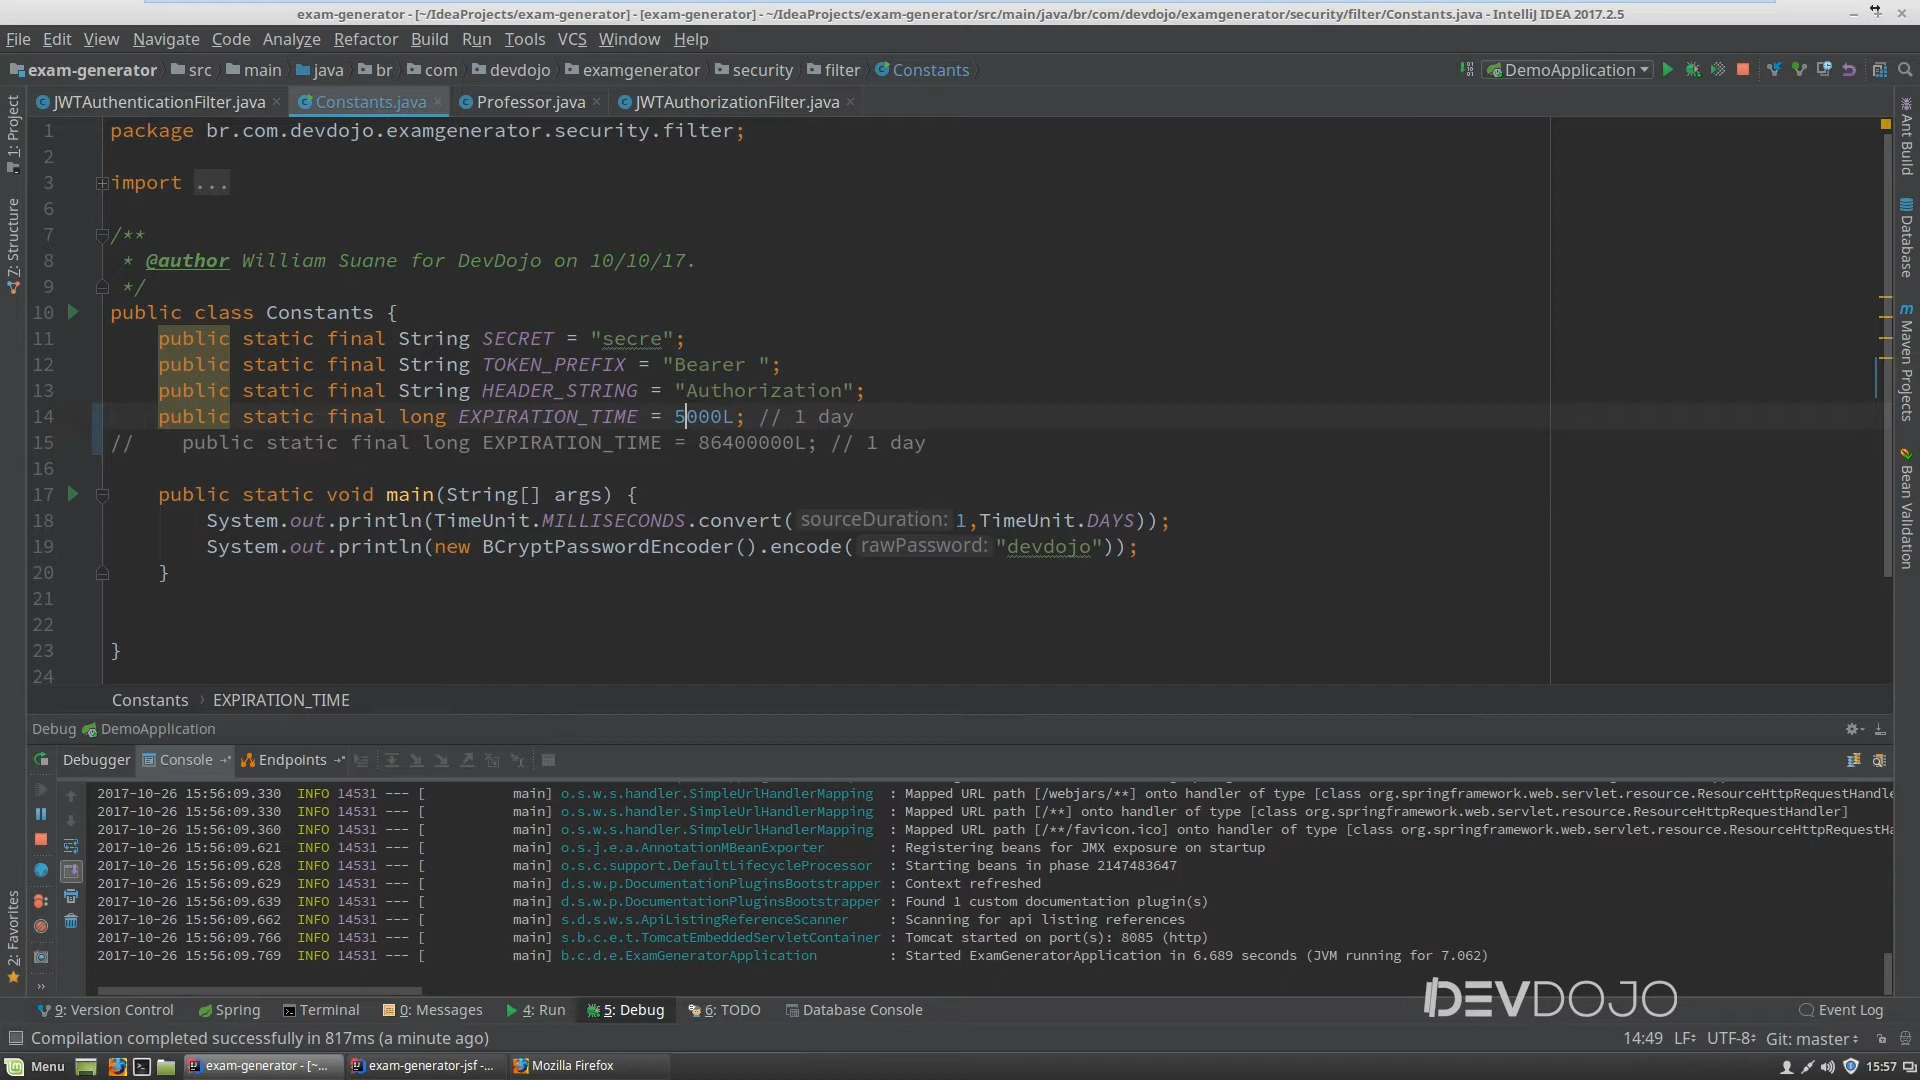 exam-generator - [~/IdeaProjects/exam-generator] - [exam-generator] - ~/IdeaProjects/exam-generator/src/main/java/br/com/devdojo/examgenerator/security/filter/Constants.java - IntelliJ IDEA 2017.2.5
File Edit View Navigate Code Analyze Refactor Build Run Tools VCS Window Help
exam-generator src main java br com devdojo examgenerator security filter Constants DemoApplication
JWTAuthenticationFilter.java Constants.java Professor.java JWTAuthorizationFilter.java
1: Project
7: Structure
2: Favorites
Ant Build
Database
Maven Projects
Bean Validation
1 package br.com.devdojo.examgenerator.security.filter;
2
3 import ...
6
7 /**
8 * @author William Suane for DevDojo on 10/10/17.
9 */
10 public class Constants {
11 public static final String SECRET = "secre";
12 public static final String TOKEN_PREFIX = "Bearer ";
13 public static final String HEADER_STRING = "Authorization";
14 public static final long EXPIRATION_TIME = 5000L; // 1 day
15 // public static final long EXPIRATION_TIME = 86400000L; // 1 day
16
17 public static void main(String[] args) {
18 System.out.println(TimeUnit.MILLISECONDS.convert( sourceDuration: 1,TimeUnit.DAYS));
19 System.out.println(new BCryptPasswordEncoder().encode( rawPassword: "devdojo"));
20 }
21
22
23 }
24
Constants › EXPIRATION_TIME
Debug DemoApplication
Debugger Console Endpoints
2017-10-26 15:56:09.330 INFO 14531 --- [ main] o.s.w.s.handler.SimpleUrlHandlerMapping : Mapped URL path [/webjars/**] onto handler of type [class org.springframework.web.servlet.resource.ResourceHttpRequestHandle
2017-10-26 15:56:09.330 INFO 14531 --- [ main] o.s.w.s.handler.SimpleUrlHandlerMapping : Mapped URL path [/**] onto handler of type [class org.springframework.web.servlet.resource.ResourceHttpRequestHandler]
2017-10-26 15:56:09.360 INFO 14531 --- [ main] o.s.w.s.handler.SimpleUrlHandlerMapping : Mapped URL path [/**/favicon.ico] onto handler of type [class org.springframework.web.servlet.resource.ResourceHttpRequestHa
2017-10-26 15:56:09.621 INFO 14531 --- [ main] o.s.j.e.a.AnnotationMBeanExporter : Registering beans for JMX exposure on startup
2017-10-26 15:56:09.628 INFO 14531 --- [ main] o.s.c.support.DefaultLifecycleProcessor : Starting beans in phase 2147483647
2017-10-26 15:56:09.629 INFO 14531 --- [ main] d.s.w.p.DocumentationPluginsBootstrapper : Context refreshed
2017-10-26 15:56:09.639 INFO 14531 --- [ main] d.s.w.p.DocumentationPluginsBootstrapper : Found 1 custom documentation plugin(s)
2017-10-26 15:56:09.662 INFO 14531 --- [ main] s.d.s.w.s.ApiListingReferenceScanner : Scanning for api listing references
2017-10-26 15:56:09.766 INFO 14531 --- [ main] s.b.c.e.t.TomcatEmbeddedServletContainer : Tomcat started on port(s): 8085 (http)
2017-10-26 15:56:09.769 INFO 14531 --- [ main] b.c.d.e.ExamGeneratorApplication : Started ExamGeneratorApplication in 6.689 seconds (JVM running for 7.062)
DEVDOJO
9: Version Control Spring Terminal 0: Messages 4: Run 5: Debug 6: TODO Database Console Event Log
Compilation completed successfully in 817ms (a minute ago) 14:49 LF÷ UTF-8÷ Git: master÷
Menu exam-generator - [~... exam-generator-jsf -... Mozilla Firefox 15:57